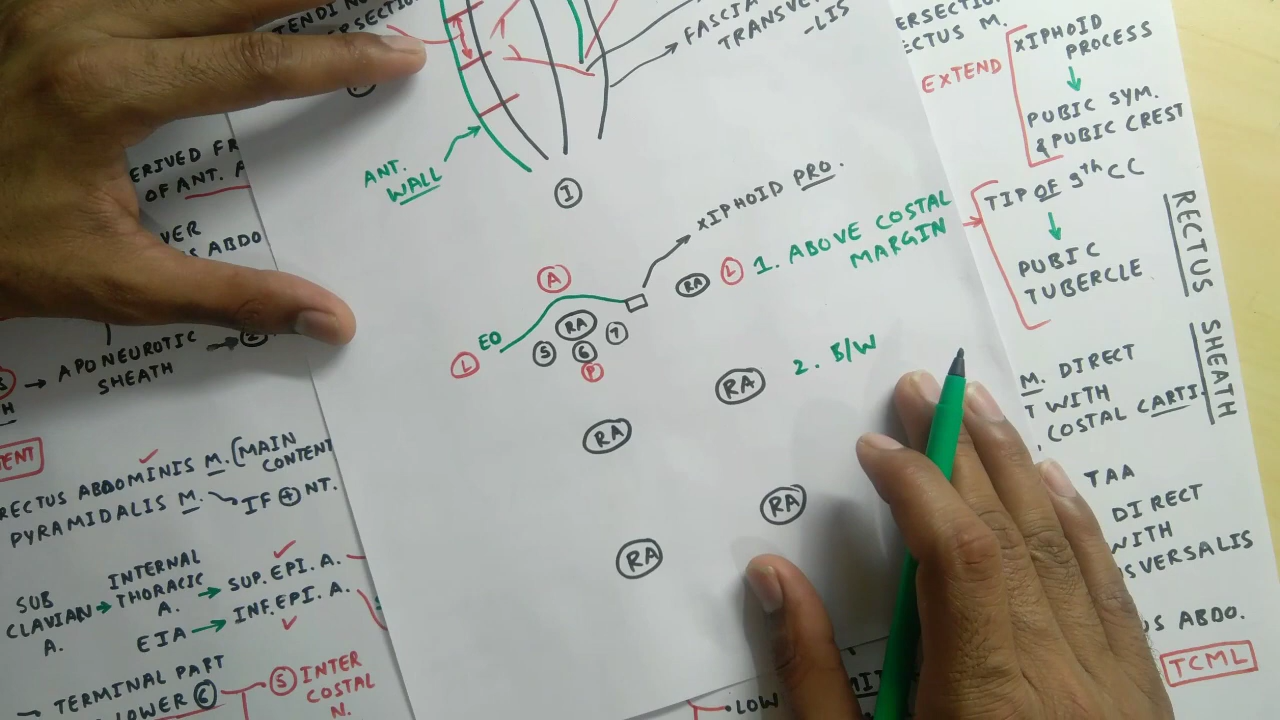 FASCIA
TRANSVE
-LIS
ANT.
WALL
I
XIPHOID PRO.
A
EO
L
RA
5
6
7
P
RA
L
1. ABOVE COSTAL
MARGIN
RA
2. B/W
RA
RA
RA
ERIVED FR
OF ANT. A
VER
S ABDO
→ APONEUROTIC →
SHEATH
2
H
ENT
RECTUS ABDOMINIS M. (MAIN
CONTENT
PYRAMIDALIS M. IF + NT.
SUB
CLAVIAN
A.
→ INTERNAL
THORACIC
A.
→ SUP. EPI. A.
EIA → INF. EPI. A.
→ TERMINAL PART
LOWER 6
5 INTER
COSTAL
N.
ECTUS M.
EXTEND
XIPHOID
PROCESS
↓
PUBIC SYM.
& PUBIC CREST
TIP OF 9th CC
↓
PUBIC
TUBERCLE
RECTUS
SHEATH
M. DIRECT
T WITH
COSTAL CARTI.
TAA
DIRECT
WITH
SVERSALIS
US ABDO.
TCML
LOW